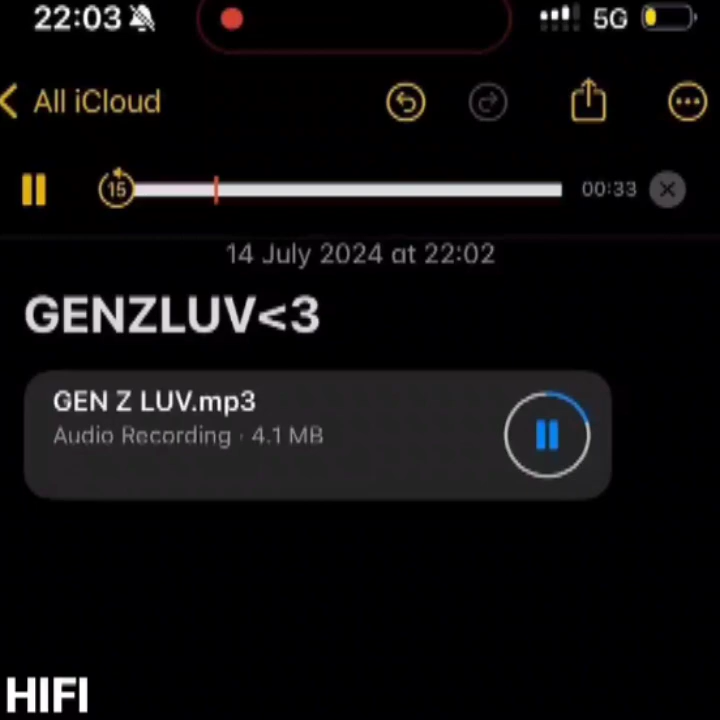 22:03 5G
All iCloud
15 00:33
14 July 2024 at 22:02
GENZLUV<3
GEN Z LUV.mp3
Audio Recording · 4.1 MB
HIFI